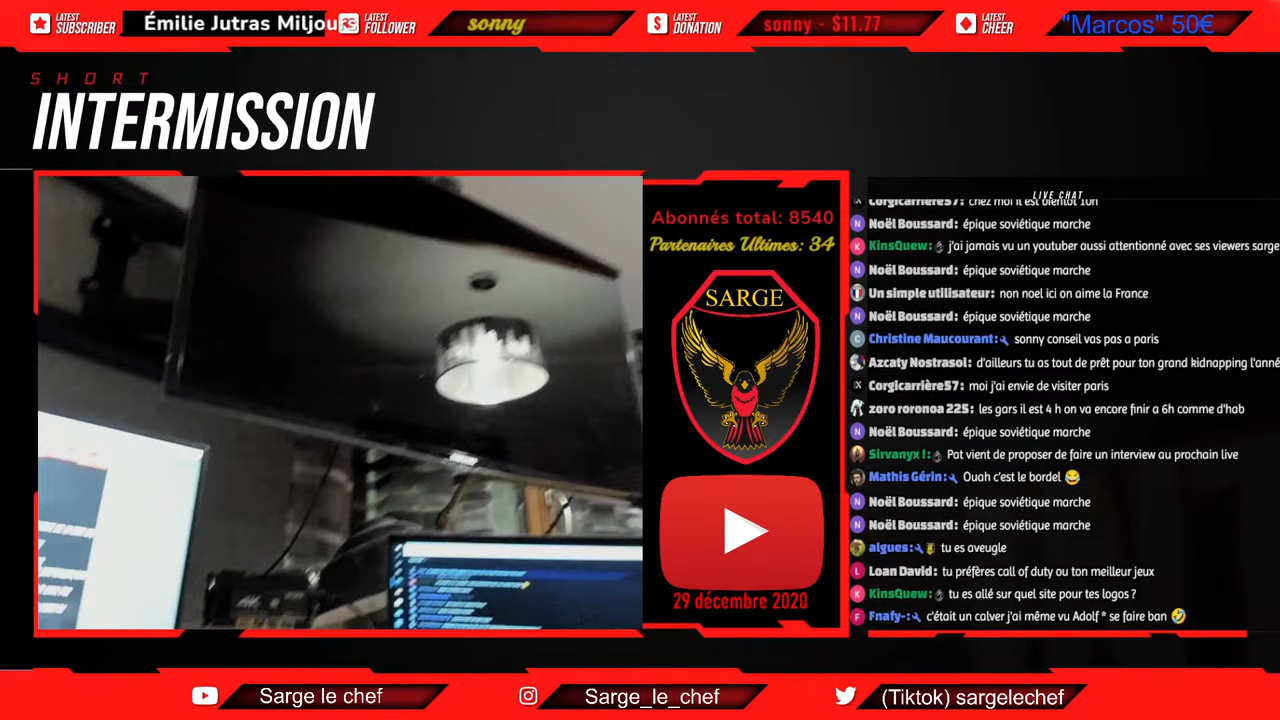 LATEST SUBSCRIBER
Émilie Jutras Miljou
LATEST FOLLOWER
sonny
LATEST DONATION
sonny - $11.77
LATEST CHEER
"Marcos" 50€
SHORT
INTERMISSION
Abonnés total: 8540
Partenaires Ultimes: 34
SARGE
29 décembre 2020
LIVE CHAT
Corgicarrière57: chez moi il est bientôt 10h
Noël Boussard: épique soviétique marche
KinsQuew: j'ai jamais vu un youtuber aussi attentionné avec ses viewers sarge
Noël Boussard: épique soviétique marche
Un simple utilisateur: non noel ici on aime la France
Noël Boussard: épique soviétique marche
Christine Maucourant: sonny conseil vas pas a paris
Azcaty Nostrasol: d'ailleurs tu as tout de prêt pour ton grand kidnapping l'anné
Corgicarrière57: moi j'ai envie de visiter paris
zoro roronoa 225: les gars il est 4 h on va encore finir a 6h comme d'hab
Noël Boussard: épique soviétique marche
Sirvanyx !: Pat vient de proposer de faire un interview au prochain live
Mathis Gérin: Ouah c'est le bordel 😂
Noël Boussard: épique soviétique marche
Noël Boussard: épique soviétique marche
aigues: tu es aveugle
Loan David: tu préfères call of duty ou ton meilleur jeux
KinsQuew: tu es allé sur quel site pour tes logos ?
Fnafy-: c'était un calver j'ai même vu Adolf * se faire ban 🤣
Sarge le chef
Sarge_le_chef
(Tiktok) sargelechef